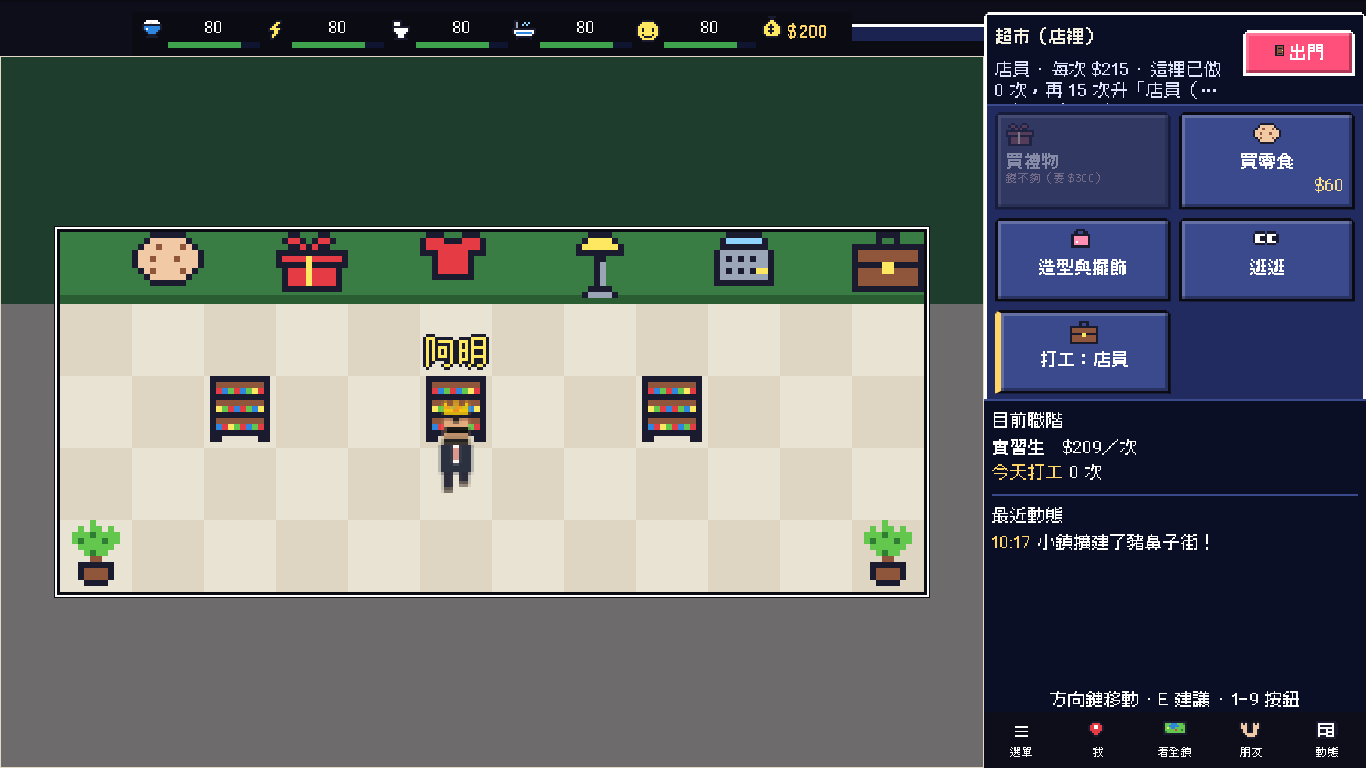 80 80 80 80 80 $200
超市（店裡）
出門
店員 · 每次 $215 · 這裡已做
0 次，再 15 次升「店員（…
買禮物
錢不夠（要 $300）
買零食
$60
造型與擺飾
逛逛
打工：店員
阿明
目前職階
實習生 $209／次
今天打工 0 次
最近動態
10:17 小鎮擴建了豬鼻子街！
方向鍵移動 · E 建議 · 1-9 按鈕
選單 我 看全鎮 朋友 動態